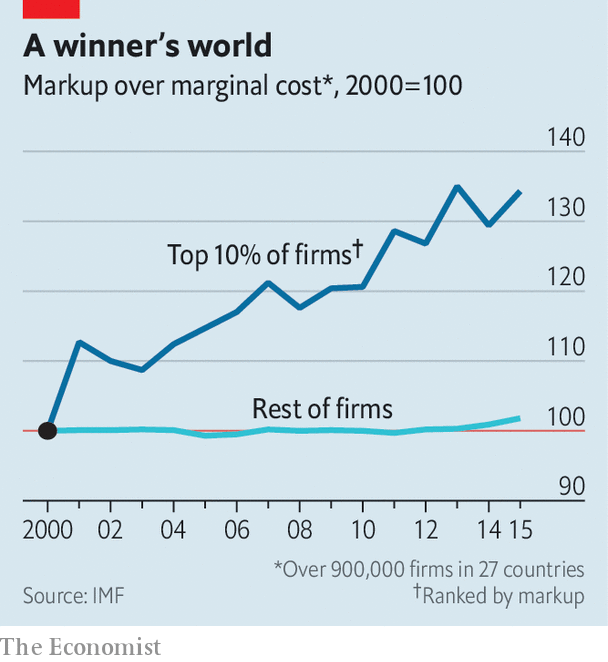 A winner's world
Markup over marginal cost*, 2000=100
140
130
Top 10% of firms†
120
110
Rest of firms
100
90
2000 02 04 06 08 10 12 14 15
*Over 900,000 firms in 27 countries
Source: IMF †Ranked by markup
The Economist